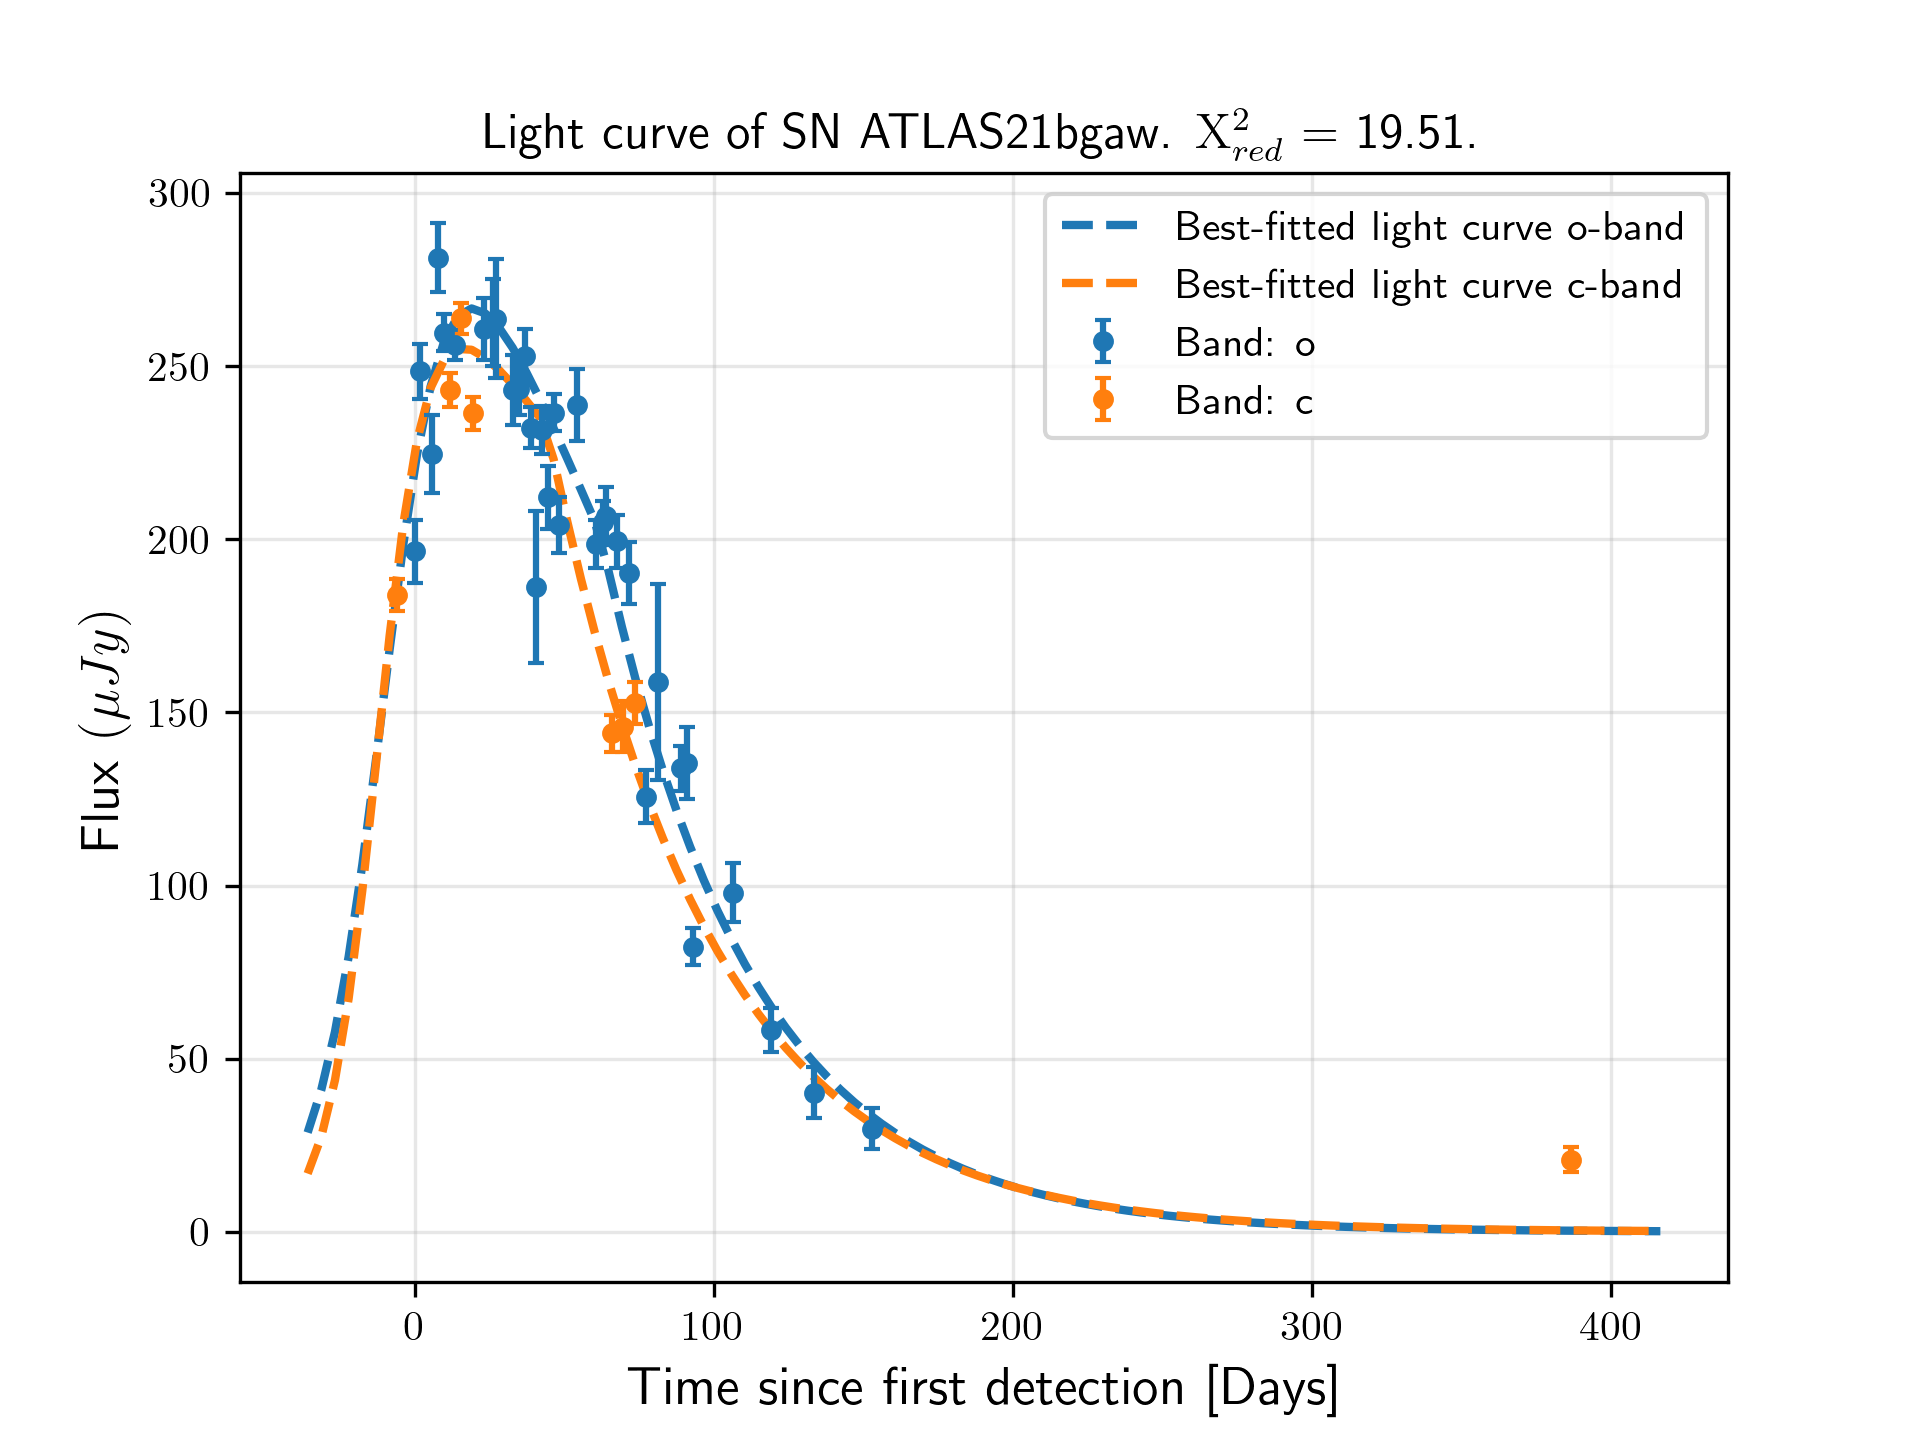 Light curve of SN ATLAS21bgaw. X²_red = 19.51.
300
250
200
150
100
50
0
Flux (μJy)
Best-fitted light curve o-band
Best-fitted light curve c-band
Band: o
Band: c
0 100 200 300 400
Time since first detection [Days]